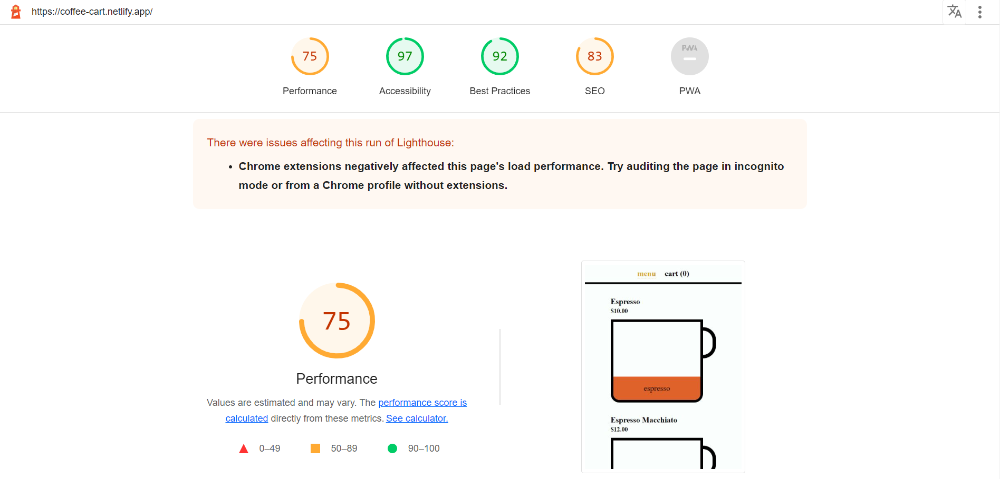 https://coffee-cart.netlify.app/
75
97
92
83
PWA
Performance
Accessibility
Best Practices
SEO
PWA
There were issues affecting this run of Lighthouse:
• Chrome extensions negatively affected this page's load performance. Try auditing the page in incognito
mode or from a Chrome profile without extensions.
75
Performance
Values are estimated and may vary. The performance score is
calculated directly from these metrics. See calculator.
0–49
50–89
90–100
menu cart (0)
Espresso
$10.00
espresso
Espresso Macchiato
$12.00